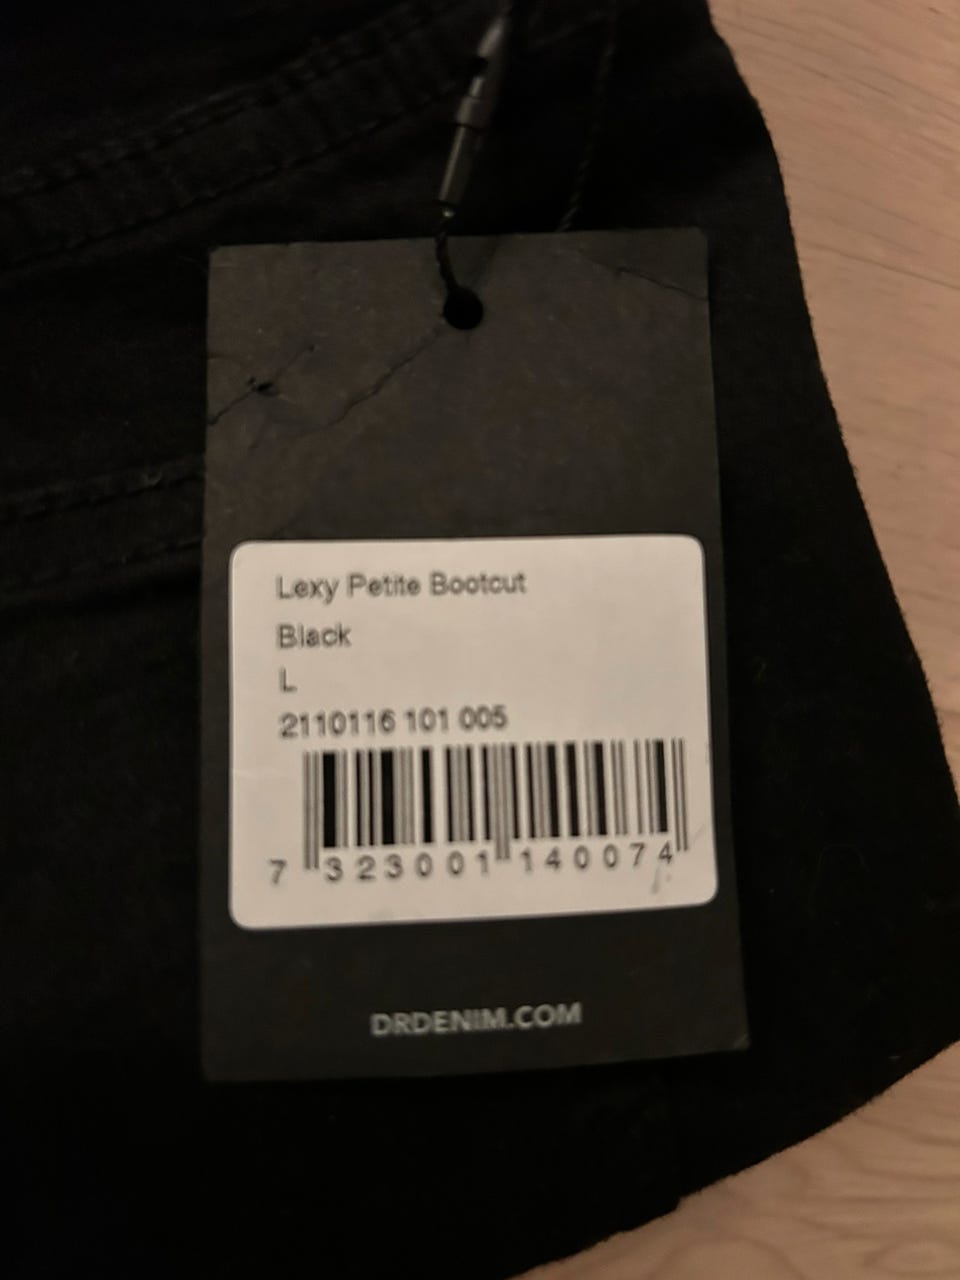 Lexy Petite Bootcut
Black
L
2110116 101 005
7 323001 140074
DRDENIM.COM